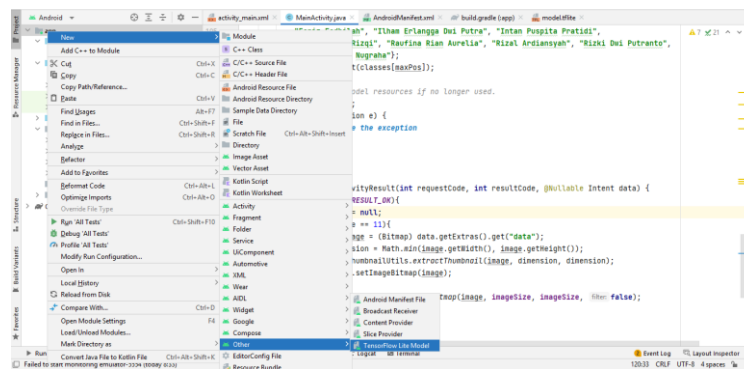 Android
activity_main.xml
MainActivity.java
AndroidManifest.xml
build.gradle (:app)
model.tflite
Project
Resource Manager
Structure
Build Variants
Favorites
app
New
Add C++ to Module
Cut Ctrl+X
Copy Ctrl+C
Copy Path/Reference...
Paste Ctrl+V
Find Usages Alt+F7
Find in Files... Ctrl+Shift+F
Replace in Files... Ctrl+Shift+R
Analyze
Refactor
Add to Favorites
Reformat Code Ctrl+Alt+L
Optimize Imports Ctrl+Alt+O
Override File Type
Run 'All Tests' Ctrl+Shift+F10
Debug 'All Tests'
Profile 'All Tests'
Modify Run Configuration...
Open In
Local History
Reload from Disk
Compare With... Ctrl+D
Open Module Settings F4
Load/Unload Modules...
Mark Directory as
Convert Java File to Kotlin File Ctrl+Alt+Shift+K
Module
C++ Class
C/C++ Source File
C/C++ Header File
Android Resource File
Android Resource Directory
Sample Data Directory
File
Scratch File Ctrl+Alt+Shift+Insert
Directory
Image Asset
Vector Asset
Kotlin Script
Kotlin Worksheet
Activity
Fragment
Folder
Service
UiComponent
Automotive
XML
Wear
AIDL
Widget
Google
Compose
Other
EditorConfig File
Resource Bundle
Android Manifest File
Broadcast Receiver
Content Provider
Slice Provider
TensorFlow Lite Model
ah", "Ilham Erlangga Dwi Putra", "Intan Puspita Pratidi",
Rizqi", "Raufina Rian Aurelia", "Rizal Ardiansyah", "Rizki Dwi Putranto",
Nugraha"};
t(classes[maxPos]);
odel resources if no longer used.
ion e) {
e the exception
vityResult(int requestCode, int resultCode, @Nullable Intent data) {
RESULT_OK){
= null;
e == 11){
age = (Bitmap) data.getExtras().get("data");
sion = Math.min(image.getWidth(), image.getHeight());
humbnailUtils.extractThumbnail(image, dimension, dimension);
.setImageBitmap(image);
tmap(image, imageSize, imageSize, filter: false);
7 21
Run
Logcat
Terminal
Event Log
Layout Inspector
Failed to start monitoring emulator-5554 (today 8:33)
120:33 CRLF UTF-8 4 spaces